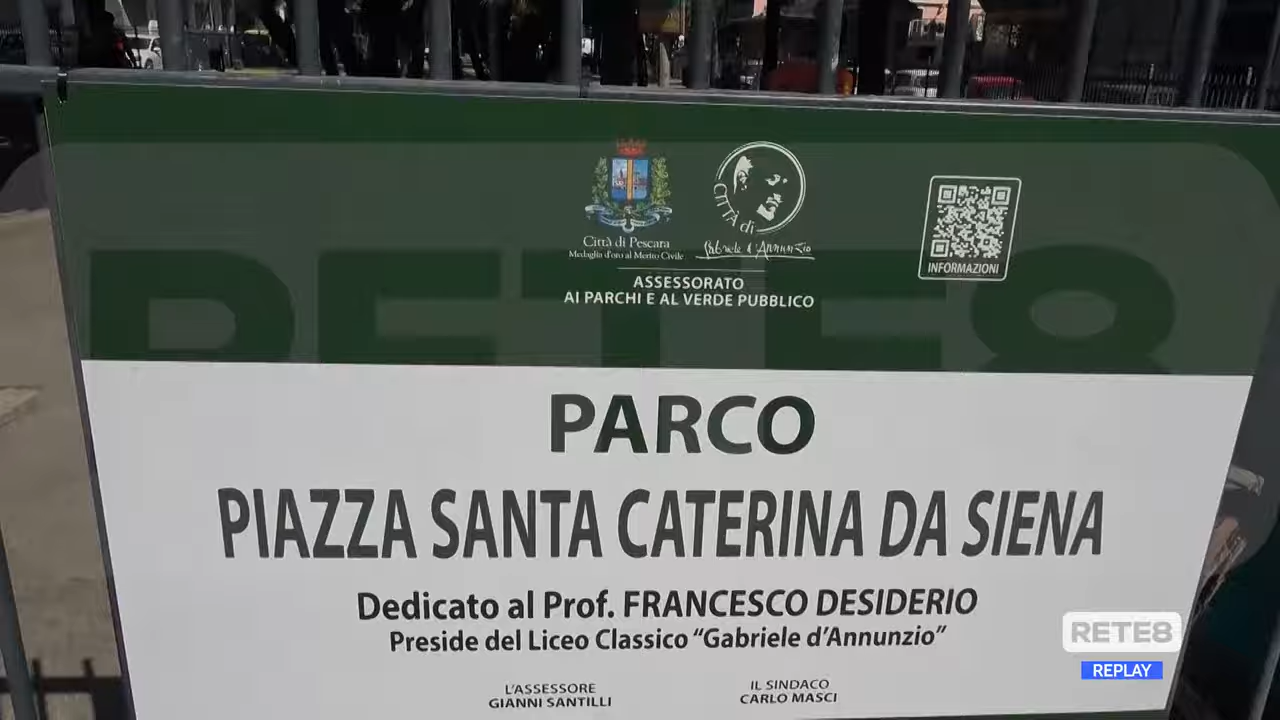 CITTÀ di
Città di Pescara
Medaglia d'oro al Merito Civile
Gabriele d'Annunzio
ASSESSORATO
AI PARCHI E AL VERDE PUBBLICO
INFORMAZIONI
RETE8
PARCO
PIAZZA SANTA CATERINA DA SIENA
Dedicato al Prof. FRANCESCO DESIDERIO
Preside del Liceo Classico “Gabriele d’Annunzio”
L'ASSESSORE
GIANNI SANTILLI
IL SINDACO
CARLO MASCI
RETE8
REPLAY